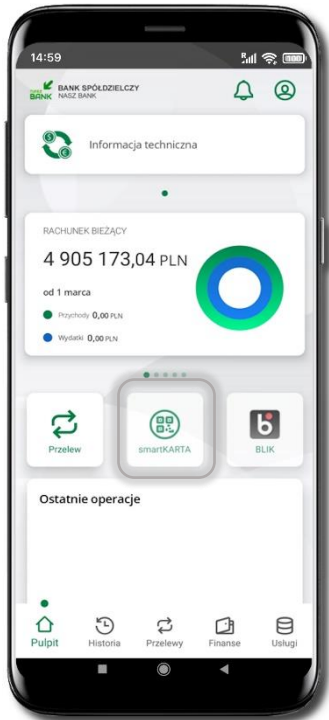 14:59
BANK SPÓŁDZIELCZY
BANK NASZ BANK
Informacja techniczna
RACHUNEK BIEŻĄCY
4 905 173,04 PLN
od 1 marca
Przychody 0,00 PLN
Wydatki 0,00 PLN
Przelew
smartKARTA
BLIK
Ostatnie operacje
Pulpit
Historia
Przelewy
Finanse
Usługi